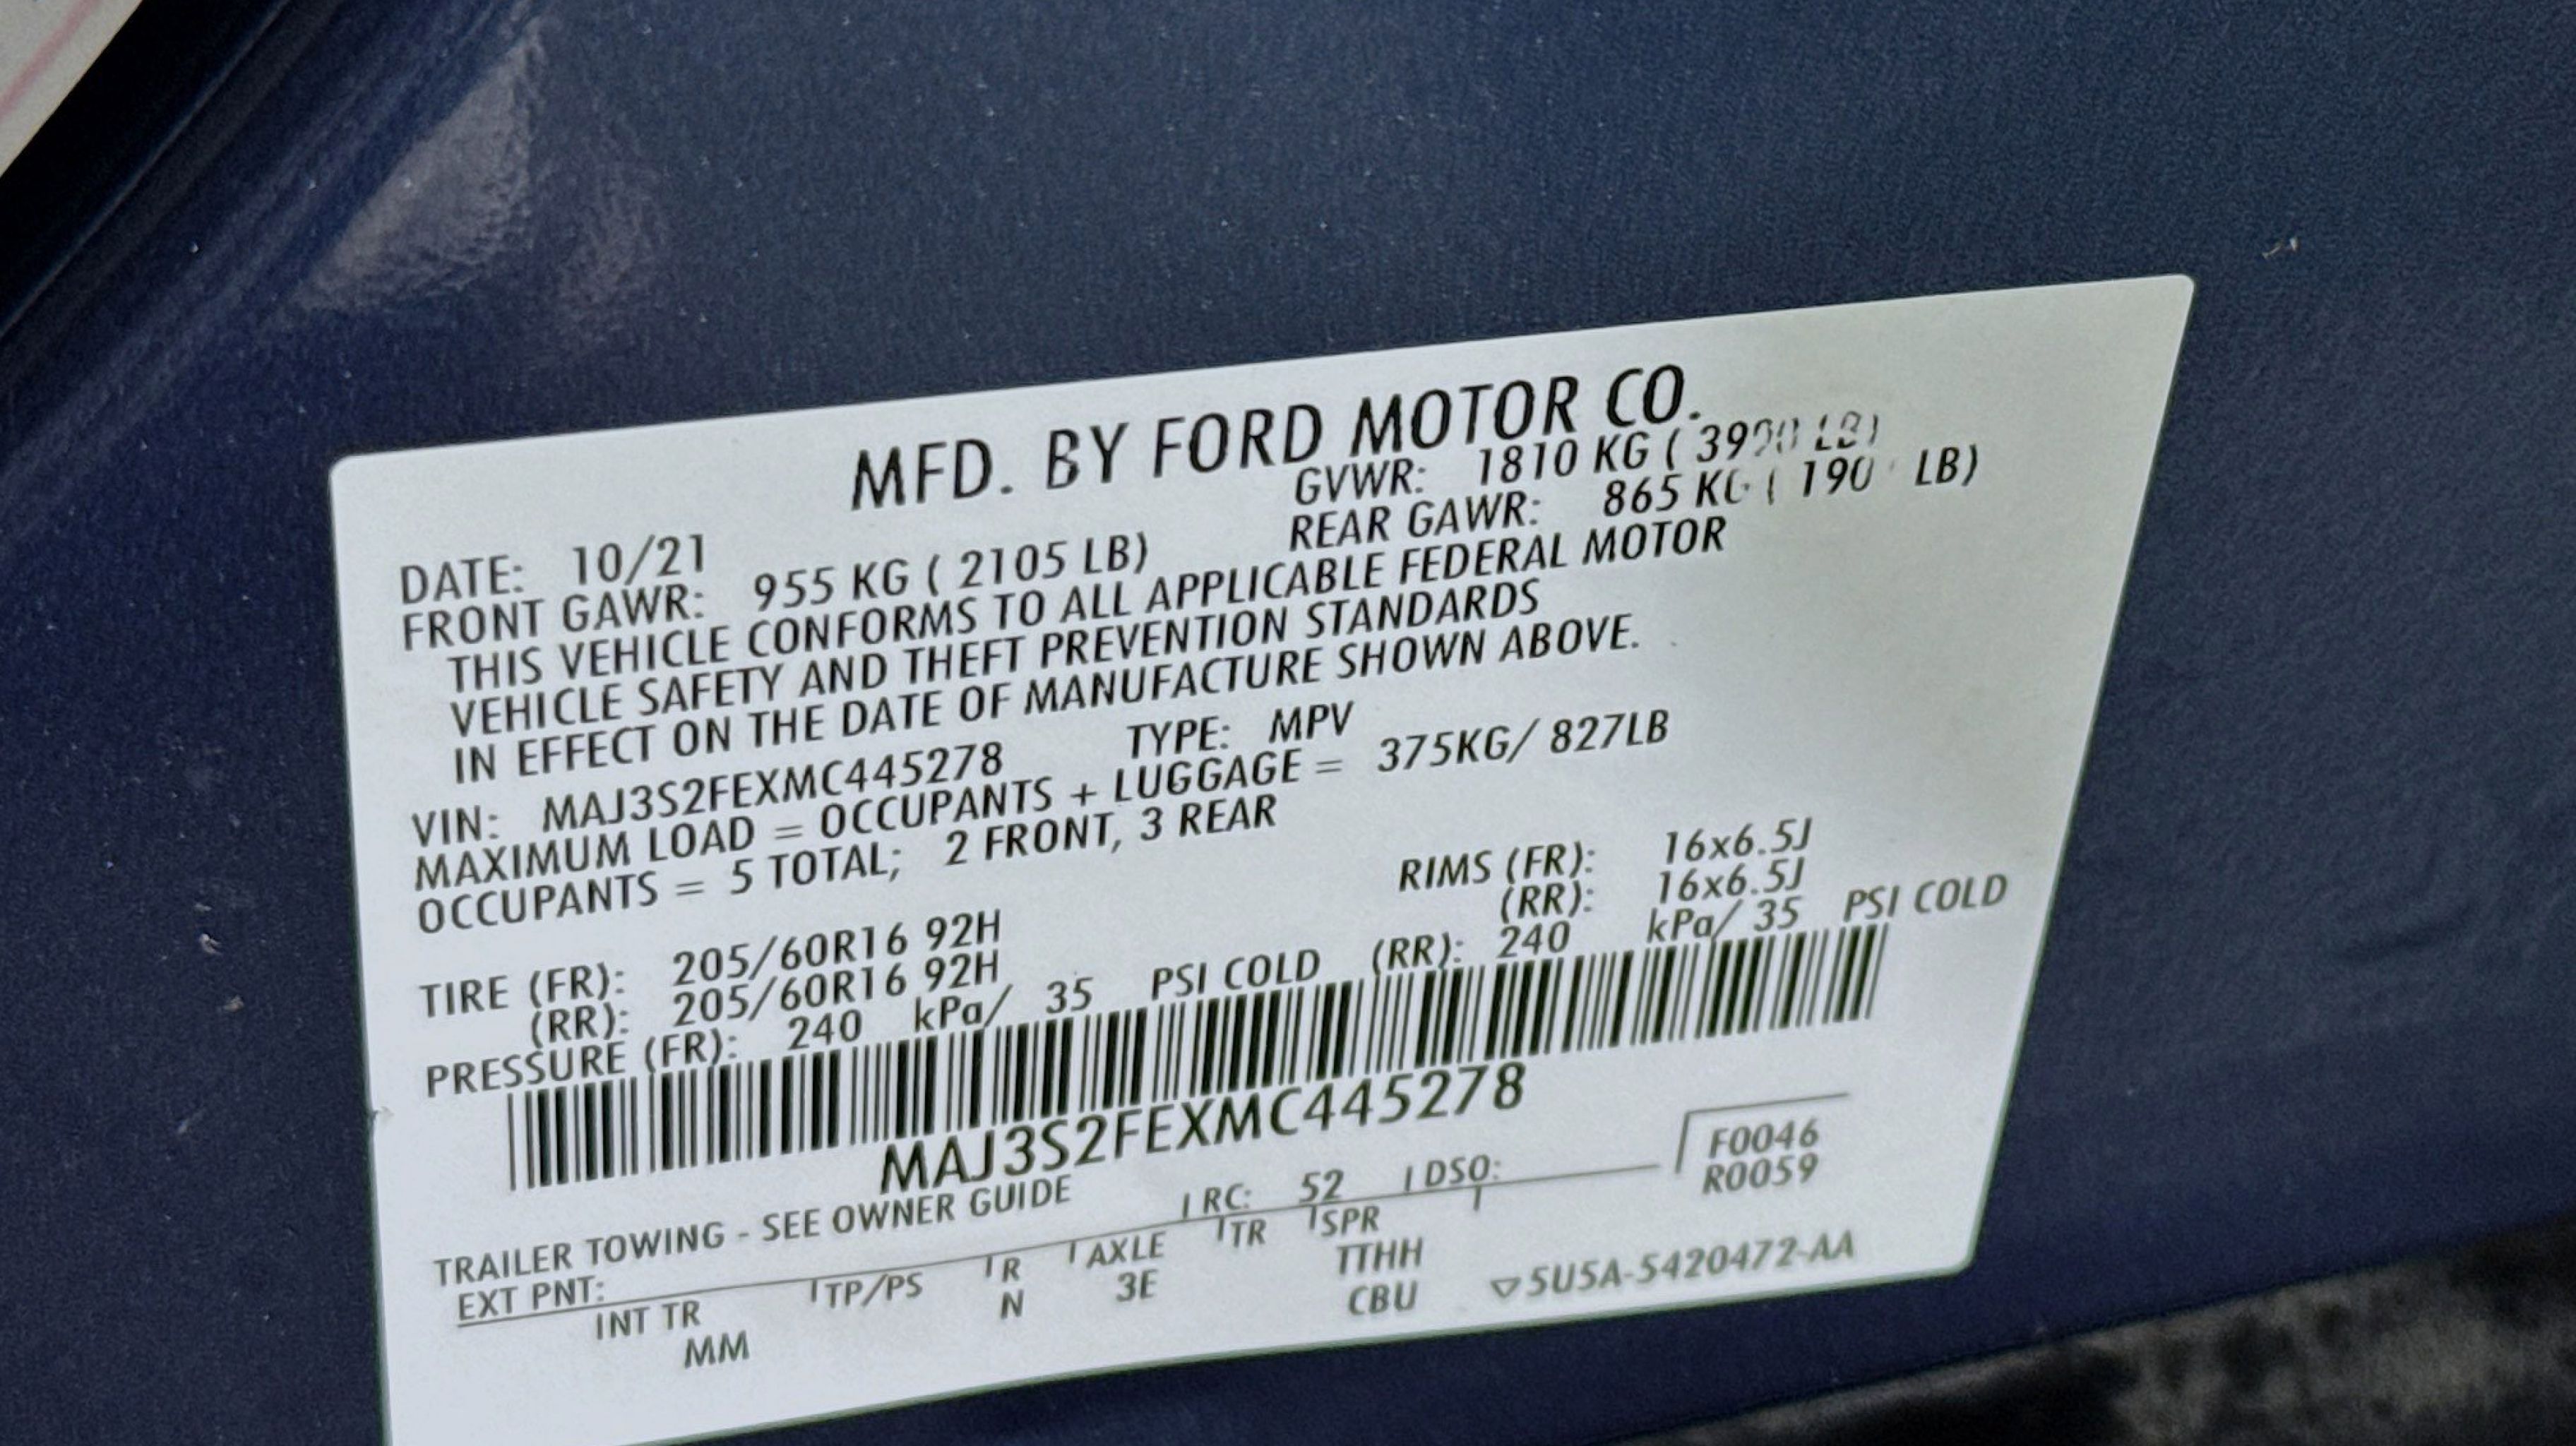 MFD. BY FORD MOTOR CO.
DATE: 10/21 GVWR: 1810 KG ( 3990 LB)
FRONT GAWR: 955 KG ( 2105 LB) REAR GAWR: 865 KG ( LB)
THIS VEHICLE CONFORMS TO ALL APPLICABLE FEDERAL MOTOR
VEHICLE SAFETY AND THEFT PREVENTION STANDARDS
IN EFFECT ON THE DATE OF MANUFACTURE SHOWN ABOVE.
VIN: MAJ3S2FEXMC445278 TYPE: MPV
MAXIMUM LOAD = OCCUPANTS + LUGGAGE = 375KG/ 827LB
OCCUPANTS = 5 TOTAL; 2 FRONT, 3 REAR
TIRE (FR): 205/60R16 92H RIMS (FR): 16x6.5J
(RR): 205/60R16 92H (RR): 16x6.5J
PRESSURE (FR): 240 kPa/ 35 PSI COLD (RR): 240 kPa/ 35 PSI COLD
MAJ3S2FEXMC445278
TRAILER TOWING - SEE OWNER GUIDE
F0046
R0059
EXT PNT: RC: 52 DSO:
INT TR TP/PS R AXLE TR SPR
MM N 3E TTHH
CBU
▽5U5A-5420472-AA